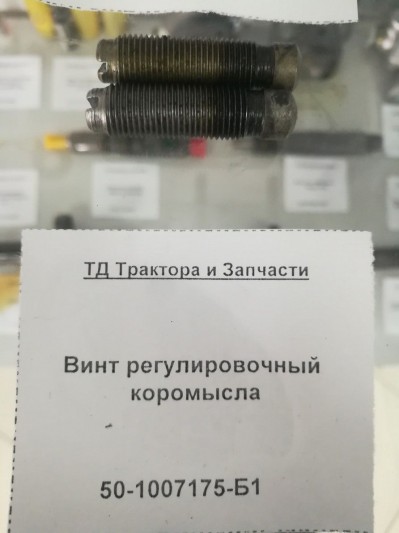 ТД Трактора и Запчасти
Винт регулировочный
коромысла
50-1007175-Б1